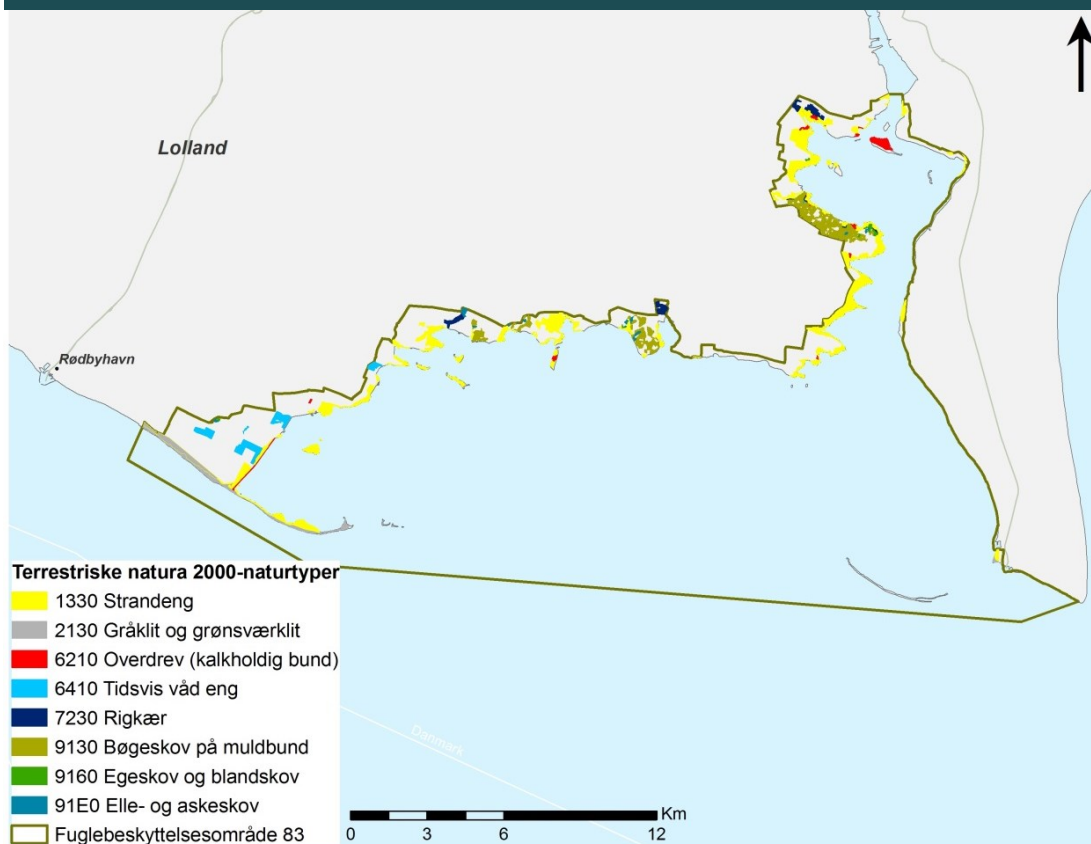 Lolland
Rødbyhavn
Terrestriske natura 2000-naturtyper
1330 Strandeng
2130 Gråklit og grønsværklit
6210 Overdrev (kalkholdig bund)
6410 Tidsvis våd eng
7230 Rigkær
9130 Bøgeskov på muldbund
9160 Egeskov og blandskov
91E0 Elle- og askeskov
Fuglebeskyttelsesområde 83
Danmark
Km
0 3 6 12